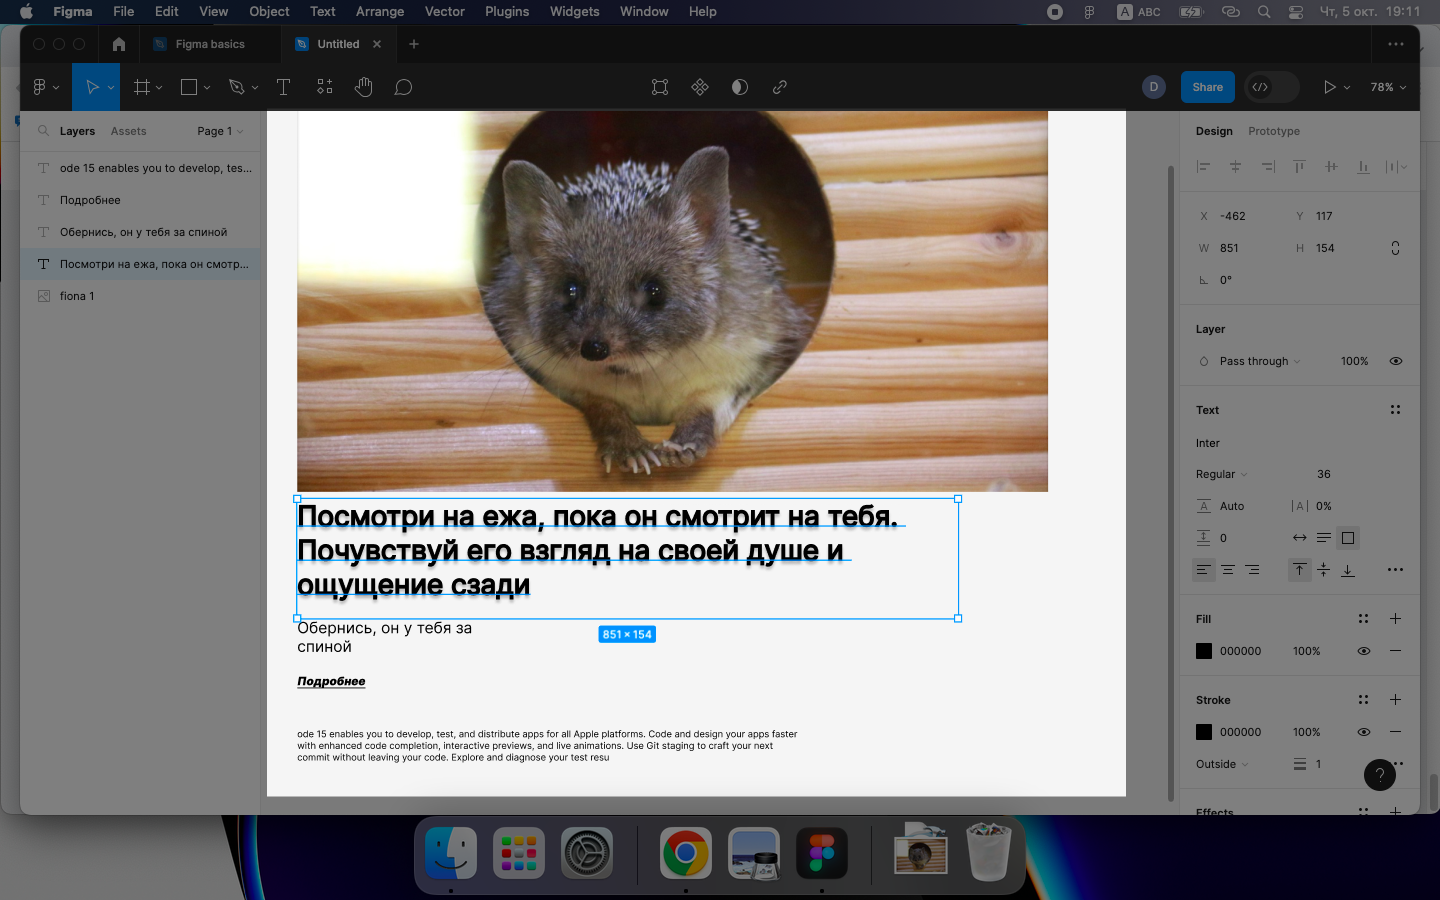 Figma File Edit View Object Text Arrange Vector Plugins Widgets Window Help A ABC Чт, 5 окт. 19:11
Figma basics Untitled
D Share 78%
Layers Assets Page 1
ode 15 enables you to develop, tes...
Подробнее
Обернись, он у тебя за спиной
Посмотри на ежа, пока он смотр...
fiona 1
Посмотри на ежа, пока он смотрит на тебя.
Почувствуй его взгляд на своей душе и
ощущение сзади
851 × 154
Обернись, он у тебя за
спиной
Подробнее
ode 15 enables you to develop, test, and distribute apps for all Apple platforms. Code and design your apps faster
with enhanced code completion, interactive previews, and live animations. Use Git staging to craft your next
commit without leaving your code. Explore and diagnose your test resu
Design Prototype
X -462 Y 117
W 851 H 154
0°
Layer
Pass through 100%
Text
Inter
Regular 36
A Auto |A| 0%
0
Fill
000000 100%
Stroke
000000 100%
Outside 1
?
Effects